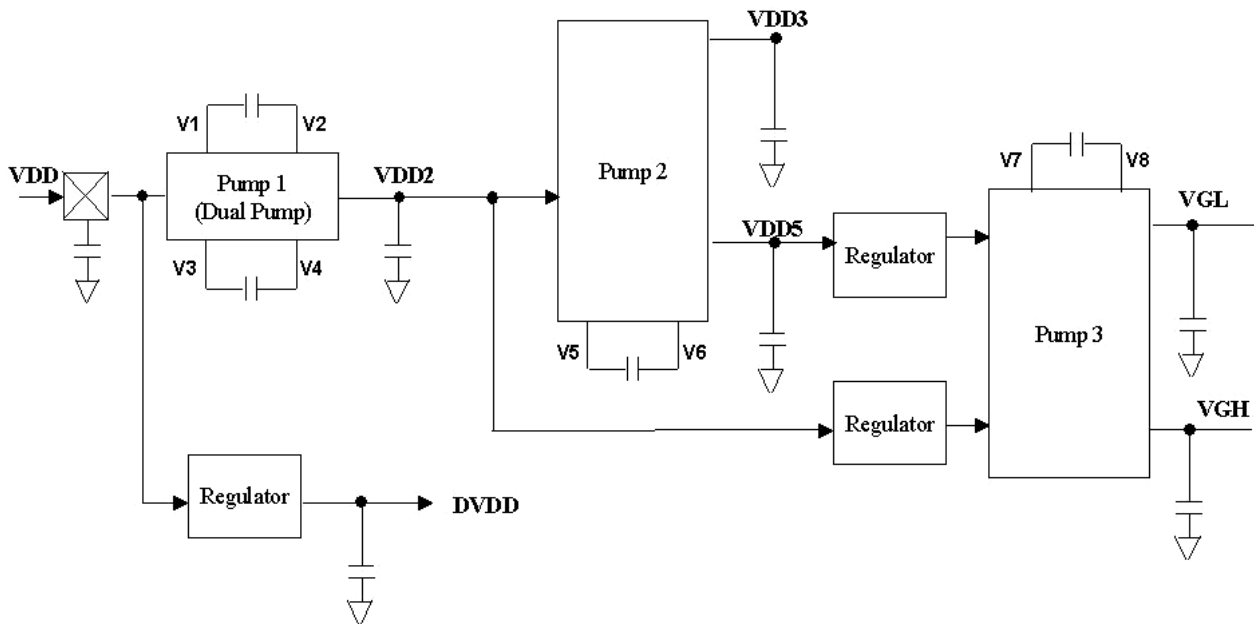 VDD3
V1
V2
VDD
Pump 1
(Dual Pump)
VDD2
Pump 2
V7
V8
V3
V4
VDD5
Regulator
VGL
V5
V6
Pump 3
Regulator
VGH
Regulator
DVDD